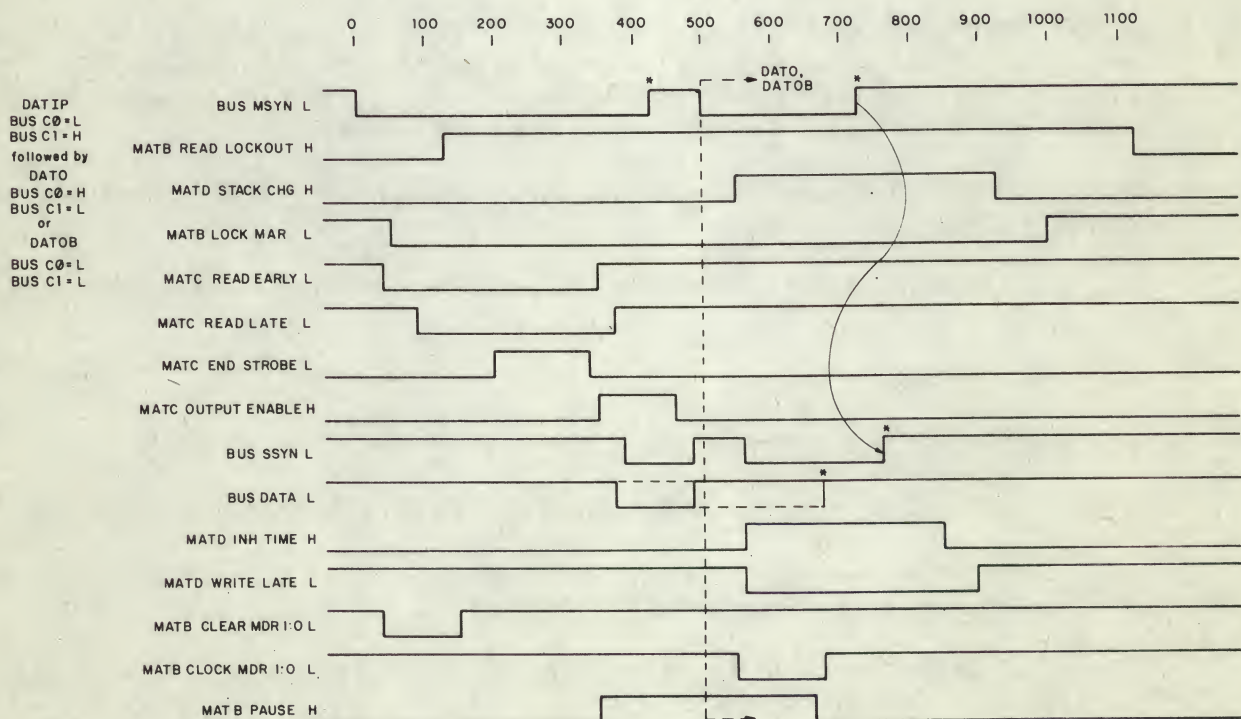 0 100 200 300 400 500 600 700 800 900 1000 1100
* DATO, *
DATOB
DATIP
BUS CØ=L
BUS C1=H
followed by
DATO
BUS CØ=H
BUS C1=L
or
DATOB
BUS CØ=L
BUS C1=L
BUS MSYN L
MATB READ LOCKOUT H
MATD STACK CHG H
MATB LOCK MAR L
MATC READ EARLY L
MATC READ LATE L
MATC END STROBE L
MATC OUTPUT ENABLE H
BUS SSYN L *
BUS DATA L *
MATD INH TIME H
MATD WRITE LATE L
MATB CLEAR MDR 1:0 L
MATB CLOCK MDR 1:0 L
MATB PAUSE H